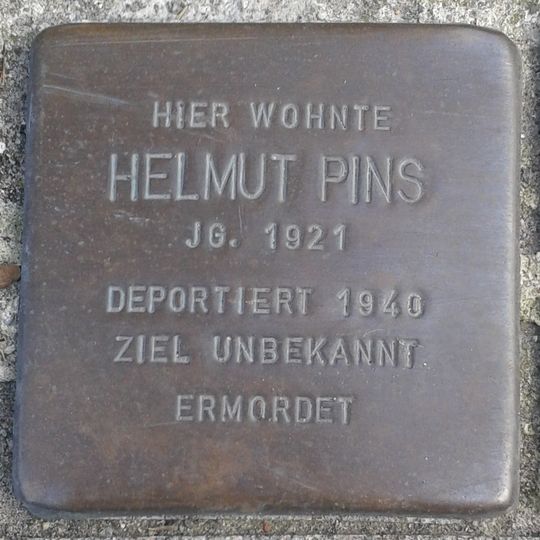 HIER WOHNTE
HELMUT PINS
JG. 1921
DEPORTIERT 1940
ZIEL UNBEKANNT
ERMORDET